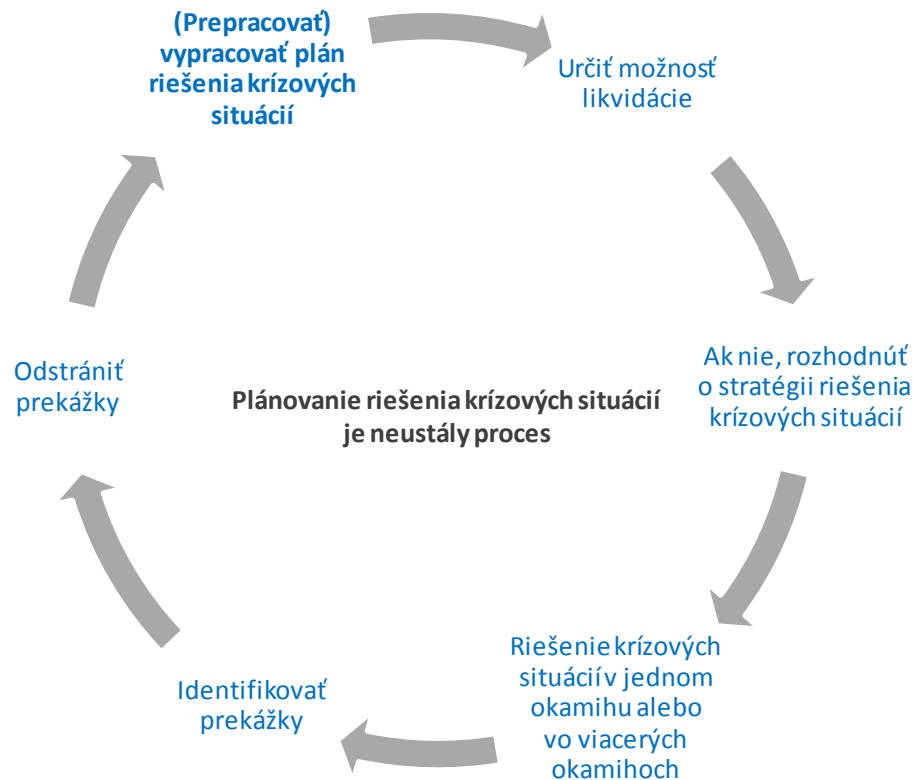 (Prepracovať)
vypracovať plán
riešenia krízových
situácií
Určiť možnosť
likvidácie
Ak nie, rozhodnúť
o stratégii riešenia
krízových situácií
Riešenie krízových
situácií v jednom
okamihu alebo
vo viacerých
okamihoch
Identifikovať
prekážky
Odstrániť
prekážky
Plánovanie riešenia krízových situácií
je neustály proces